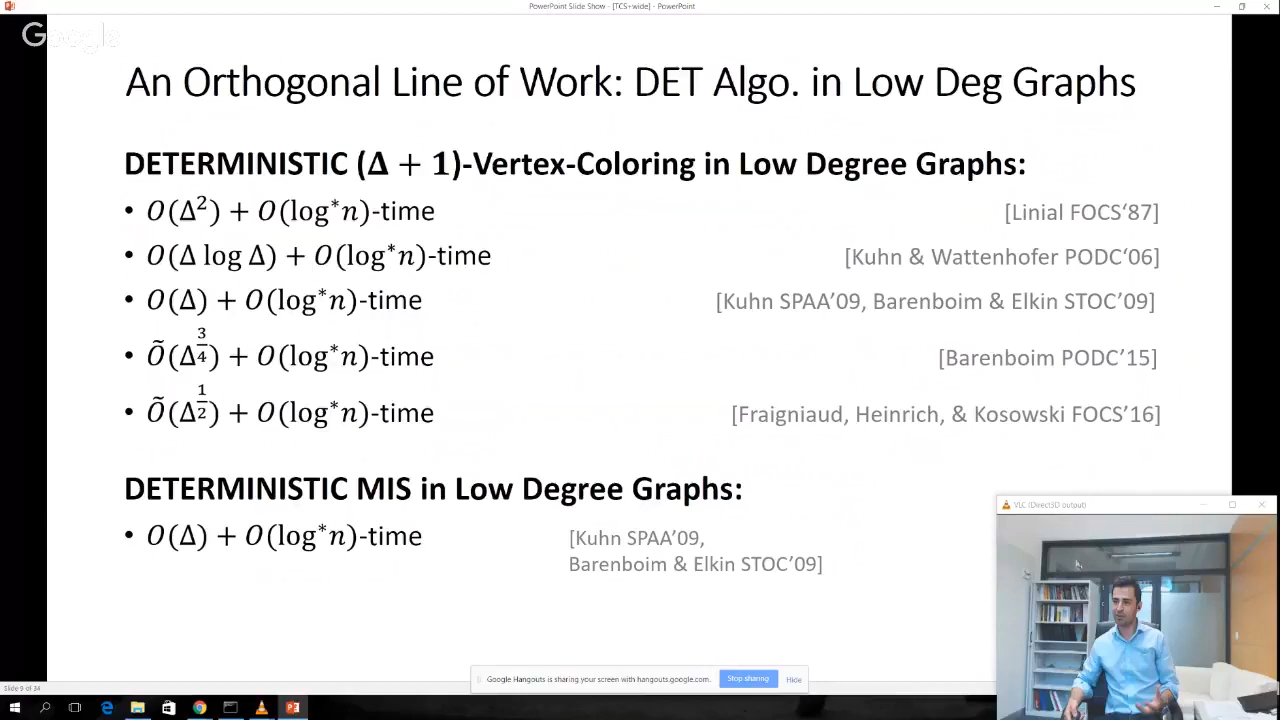 PowerPoint Slide Show - [TCS+wide] - PowerPoint
Google
An Orthogonal Line of Work: DET Algo. in Low Deg Graphs
DETERMINISTIC (Δ + 1)-Vertex-Coloring in Low Degree Graphs:
• O(Δ²) + O(log*n)-time [Linial FOCS‘87]
• O(Δ log Δ) + O(log*n)-time [Kuhn & Wattenhofer PODC‘06]
• O(Δ) + O(log*n)-time [Kuhn SPAA’09, Barenboim & Elkin STOC’09]
• Õ(Δ^(3/4)) + O(log*n)-time [Barenboim PODC’15]
• Õ(Δ^(1/2)) + O(log*n)-time [Fraigniaud, Heinrich, & Kosowski FOCS’16]
DETERMINISTIC MIS in Low Degree Graphs:
• O(Δ) + O(log*n)-time [Kuhn SPAA’09,
Barenboim & Elkin STOC’09]
VLC (Direct3D output)
Google Hangouts is sharing your screen with hangouts.google.com. Stop sharing Hide
Slide 9 of 34